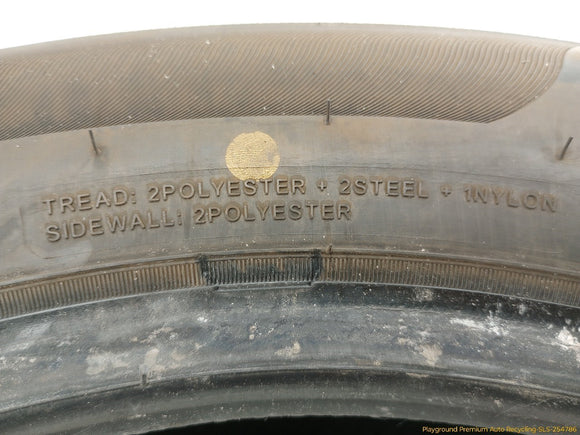 TREAD: 2POLYESTER + 2STEEL + 1NYLON
SIDEWALL: 2POLYESTER
Playground Premium Auto Recycling-SLS-254786